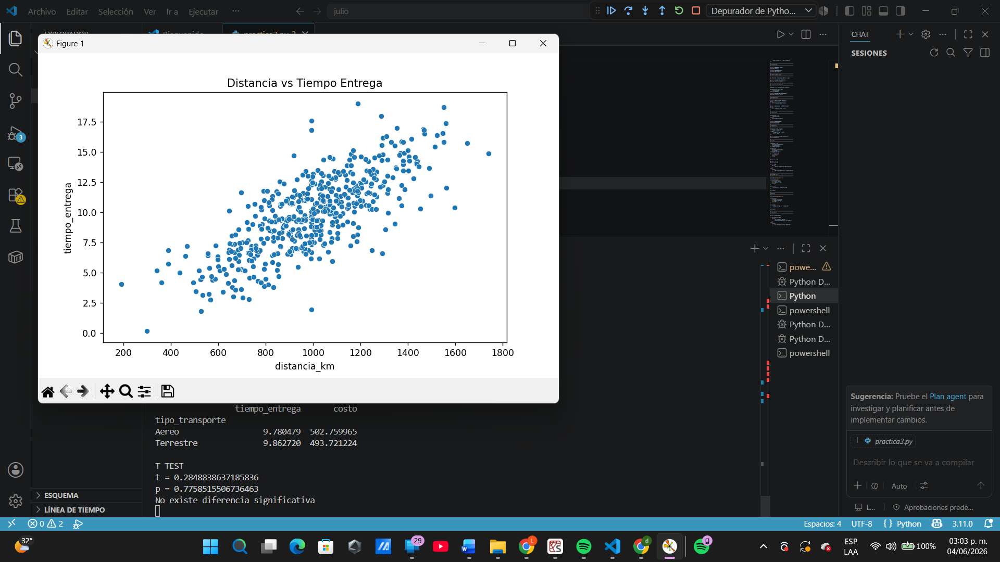 Archivo Editar Selección Ver Ir a Ejecutar ···
julio
Depurador de Pytho...
Figure 1
Distancia vs Tiempo Entrega
17.5
15.0
12.5
10.0
7.5
5.0
2.5
0.0
tiempo_entrega
200 400 600 800 1000 1200 1400 1600 1800
distancia_km
tiempo_entrega costo
tipo_transporte
Aereo 9.780479 502.759965
Terrestre 9.862720 493.721224
T TEST
t = 0.2848838637185836
p = 0.7758515506736463
No existe diferencia significativa
ESQUEMA
LÍNEA DE TIEMPO
3
powe...
Python D...
Python
powershell
Python D...
Python D...
powershell
CHAT
SESIONES
Sugerencia: Pruebe el Plan agent para
investigar y planificar antes de
implementar cambios.
practica3.py
Describir lo que se va a compilar
Auto
L... Aprobaciones prede...
0 2
Espacios: 4 UTF-8 Python 3.11.0
32°
29
ESP
LAA
100%
03:03 p. m.
04/06/2026